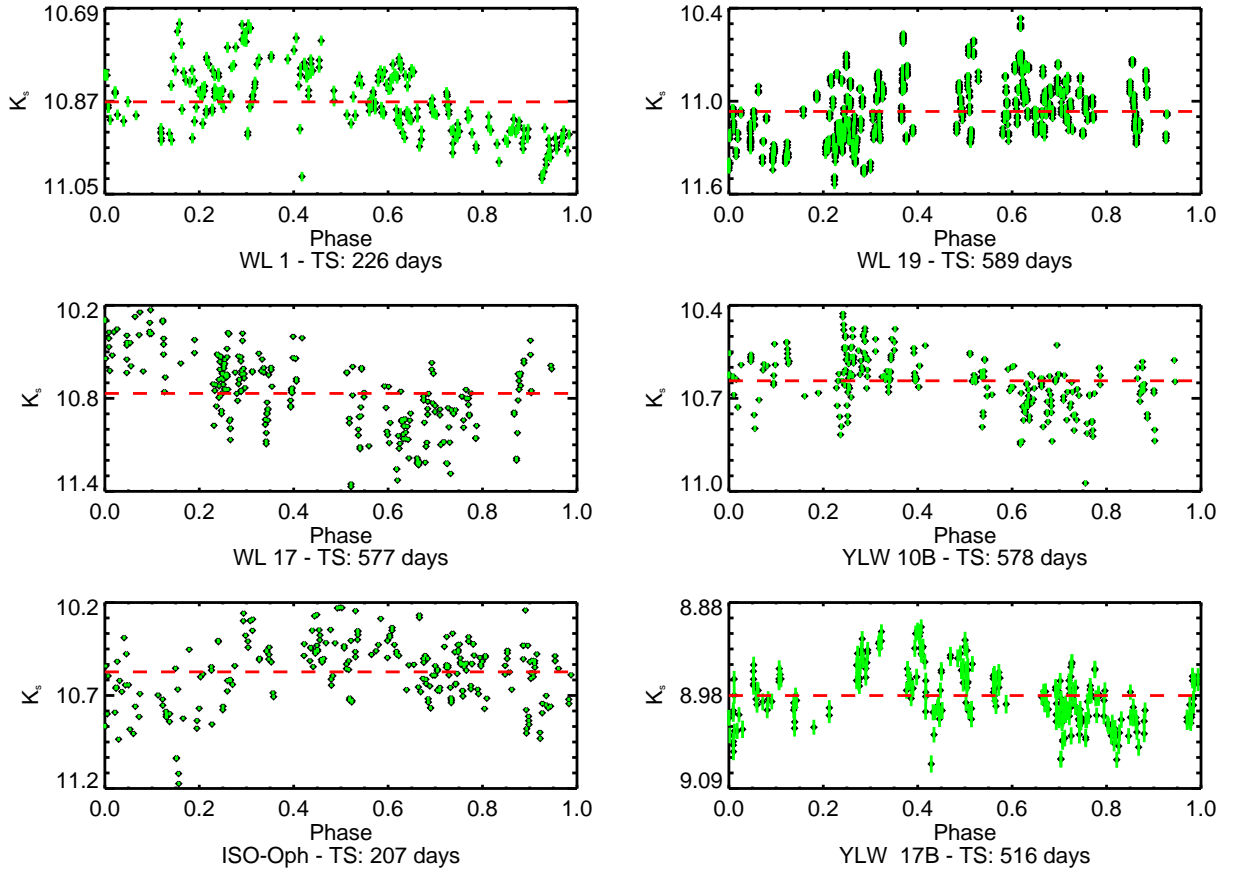 10.69
10.87
11.05
Kₛ
0.0 0.2 0.4 0.6 0.8 1.0
Phase
WL 1 - TS: 226 days
10.4
11.0
11.6
Kₛ
0.0 0.2 0.4 0.6 0.8 1.0
Phase
WL 19 - TS: 589 days
10.2
10.8
11.4
Kₛ
0.0 0.2 0.4 0.6 0.8 1.0
Phase
WL 17 - TS: 577 days
10.4
10.7
11.0
Kₛ
0.0 0.2 0.4 0.6 0.8 1.0
Phase
YLW 10B - TS: 578 days
10.2
10.7
11.2
Kₛ
0.0 0.2 0.4 0.6 0.8 1.0
Phase
ISO-Oph - TS: 207 days
8.88
8.98
9.09
Kₛ
0.0 0.2 0.4 0.6 0.8 1.0
Phase
YLW 17B - TS: 516 days